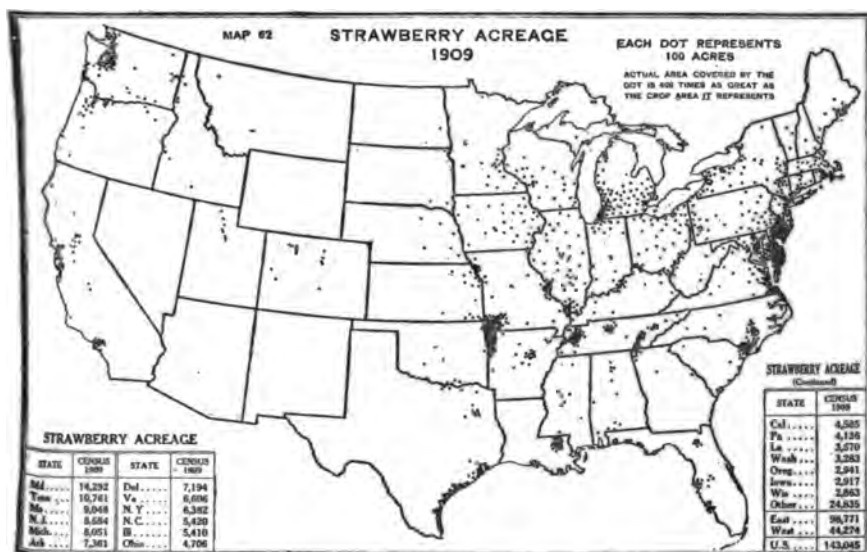 MAP 62
STRAWBERRY ACREAGE
1909
EACH DOT REPRESENTS
100 ACRES
ACTUAL AREA COVERED BY THE
DOT IS 400 TIMES AS GREAT AS
THE CROP AREA IT REPRESENTS
STRAWBERRY ACREAGE
STATE CENSUS 1909 STATE CENSUS 1909
Md..... 14,292 Del..... 7,194
Tenn.... 10,761 Va..... 6,606
Mo..... 9,048 N. Y..... 6,382
N. J..... 8,684 N. C..... 5,420
Mich.... 8,051 Ill..... 5,410
Ark..... 7,361 Ohio.... 4,706
STRAWBERRY ACREAGE
(Continued)
STATE CENSUS 1909
Cal..... 4,585
Pa..... 4,136
La..... 3,570
Wash.... 3,283
Oreg.... 2,941
Iowa.... 2,917
Wis..... 2,863
Other... 24,835
East.... 98,771
West.... 44,274
U. S..... 143,045